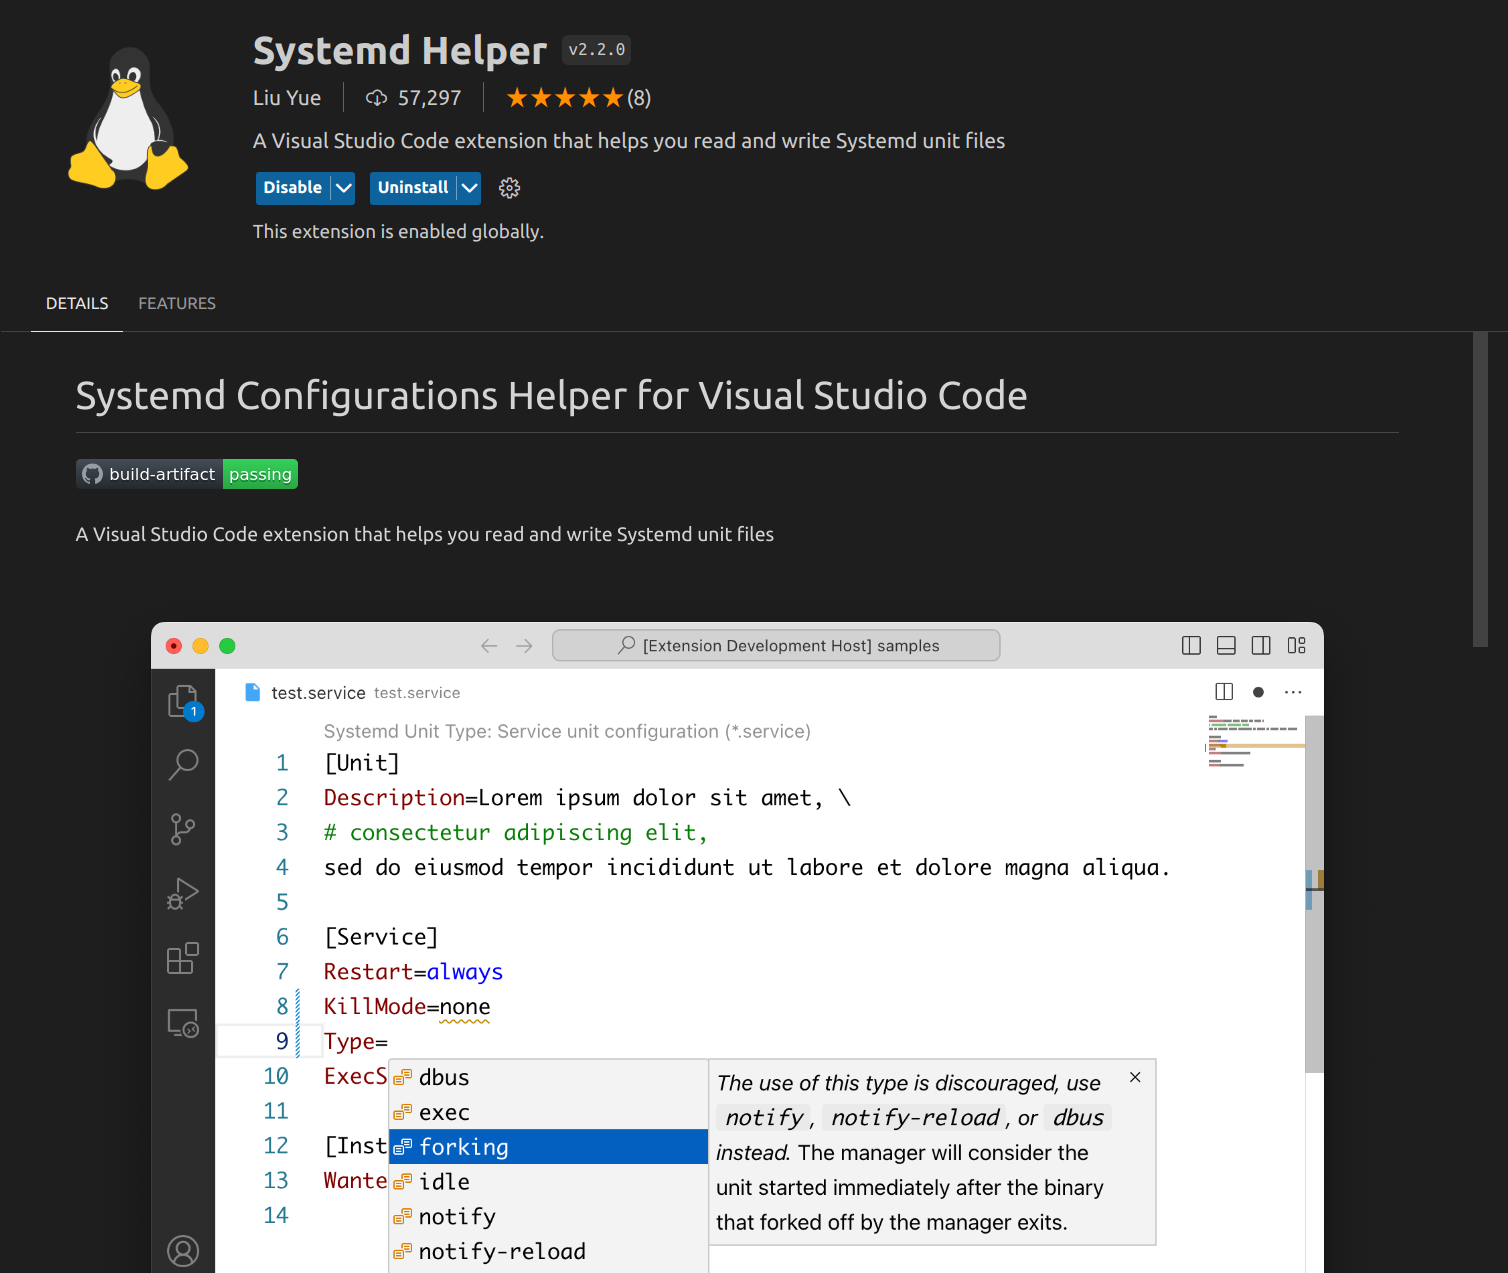 Systemd Helper v2.2.0
Liu Yue 57,297 (8)
A Visual Studio Code extension that helps you read and write Systemd unit files
Disable Uninstall
This extension is enabled globally.
DETAILS FEATURES
Systemd Configurations Helper for Visual Studio Code
build-artifact passing
A Visual Studio Code extension that helps you read and write Systemd unit files
[Extension Development Host] samples
test.service test.service
1
Systemd Unit Type: Service unit configuration (*.service)
1 [Unit]
2 Description=Lorem ipsum dolor sit amet, \
3 # consectetur adipiscing elit,
4 sed do eiusmod tempor incididunt ut labore et dolore magna aliqua.
5
6 [Service]
7 Restart=always
8 KillMode=none
9 Type=
10 ExecS
11
12 [Inst
13 Wante
14
dbus
exec
forking
idle
notify
notify-reload
The use of this type is discouraged, use
notify, notify-reload, or dbus
instead. The manager will consider the
unit started immediately after the binary
that forked off by the manager exits.